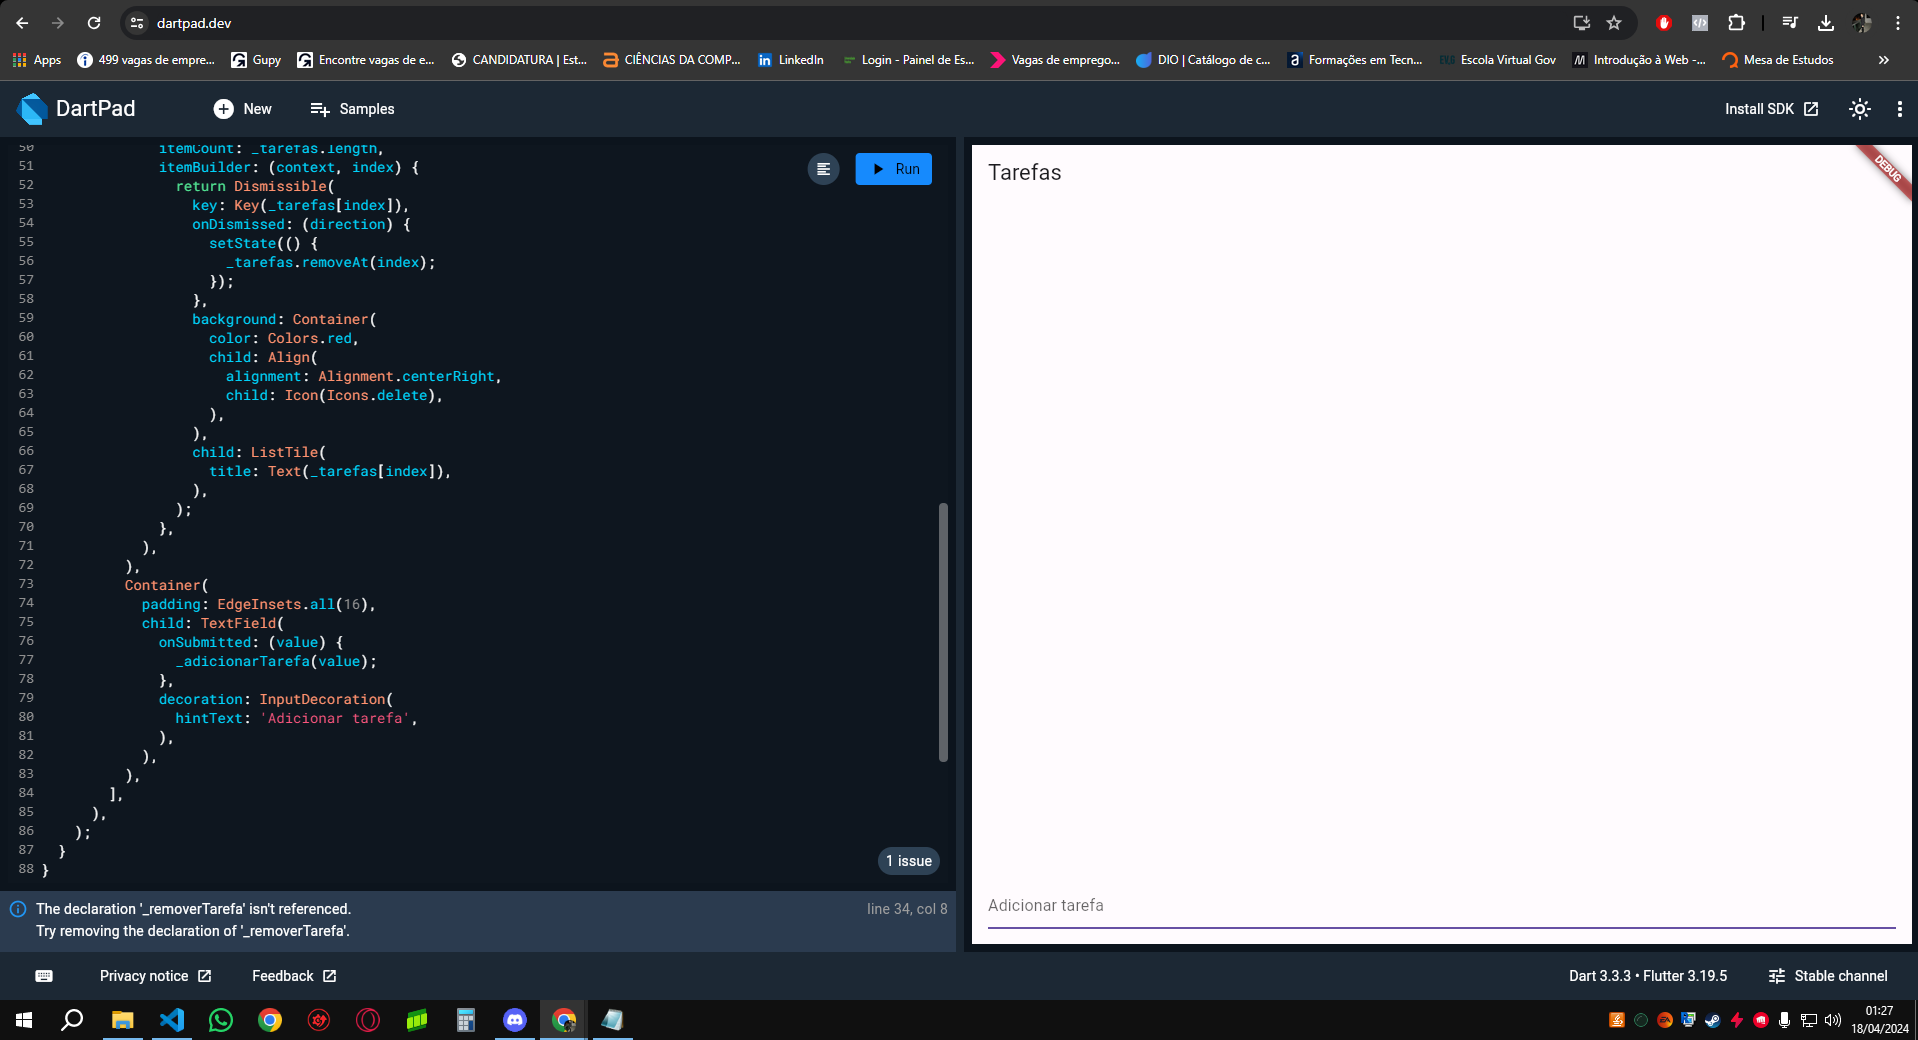 dartpad.dev
Apps
499 vagas de empre...
Gupy
Encontre vagas de e...
CANDIDATURA | Est...
CIÊNCIAS DA COMP...
LinkedIn
Login - Painel de Es...
Vagas de emprego...
DIO | Catálogo de c...
Formações em Tecn...
Escola Virtual Gov
Introdução à Web -...
Mesa de Estudos
DartPad
New
Samples
Install SDK
50 itemCount: _tarefas.length,
51 itemBuilder: (context, index) {
52 return Dismissible(
53 key: Key(_tarefas[index]),
54 onDismissed: (direction) {
55 setState(() {
56 _tarefas.removeAt(index);
57 });
58 },
59 background: Container(
60 color: Colors.red,
61 child: Align(
62 alignment: Alignment.centerRight,
63 child: Icon(Icons.delete),
64 ),
65 ),
66 child: ListTile(
67 title: Text(_tarefas[index]),
68 ),
69 );
70 },
71 ),
72 ),
73 Container(
74 padding: EdgeInsets.all(16),
75 child: TextField(
76 onSubmitted: (value) {
77 _adicionarTarefa(value);
78 },
79 decoration: InputDecoration(
80 hintText: 'Adicionar tarefa',
81 ),
82 ),
83 ),
84 ],
85 ),
86 );
87 }
88 }
Run
1 issue
The declaration '_removerTarefa' isn't referenced.
line 34, col 8
Try removing the declaration of '_removerTarefa'.
Tarefas
DEBUG
Adicionar tarefa
Privacy notice
Feedback
Dart 3.3.3 • Flutter 3.19.5
Stable channel
01:27
18/04/2024